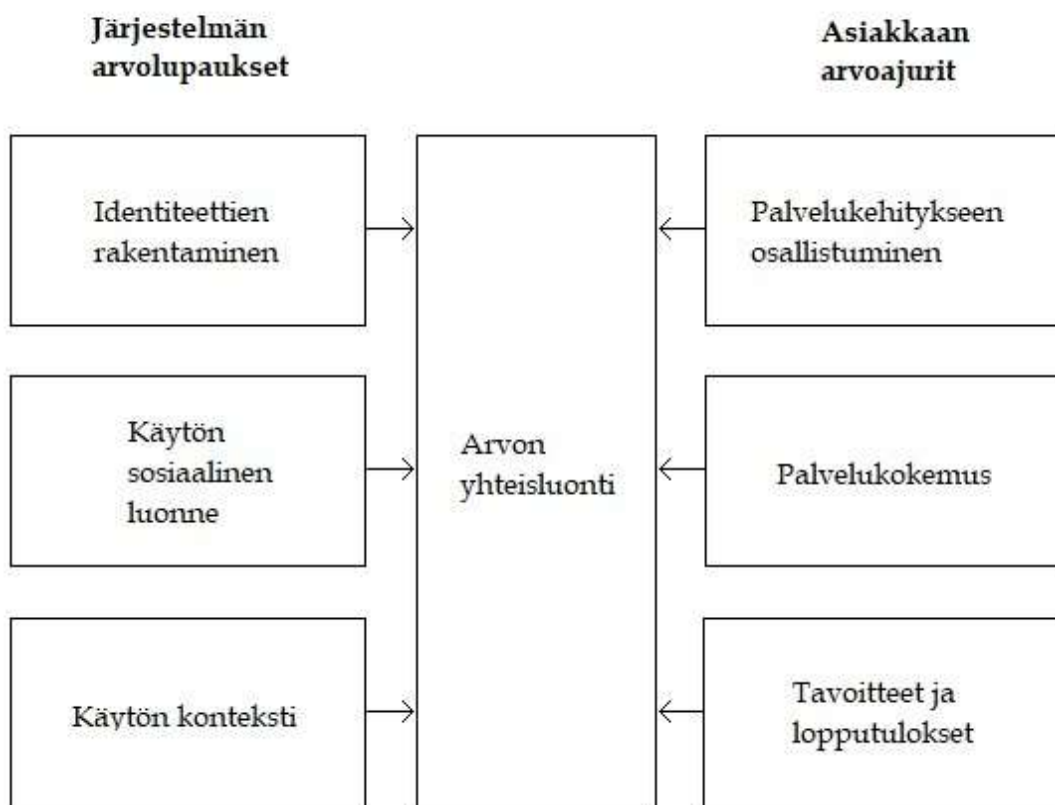 Järjestelmän
arvolupaukset
Asiakkaan
arvoajurit
Identiteettien
rakentaminen
Käytön
sosiaalinen
luonne
Käytön konteksti
Arvon
yhteisluonti
Palvelukehitykseen
osallistuminen
Palvelukokemus
Tavoitteet ja
lopputulokset